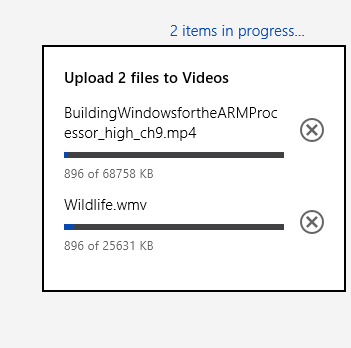 2 items in progress...
Upload 2 files to Videos
BuildingWindowsfortheARMProc
essor_high_ch9.mp4
896 of 68758 KB
Wildlife.wmv
896 of 25631 KB